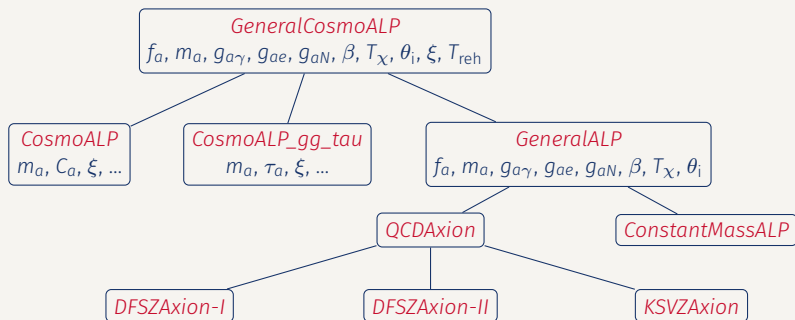 GeneralCosmoALP
fₐ, mₐ, gₐᵧ, gₐₑ, gₐN, β, Tᵪ, θᵢ, ξ, Treh
CosmoALP
mₐ, Cₐ, ξ, ...
CosmoALP_gg_tau
mₐ, τₐ, ξ, ...
GeneralALP
fₐ, mₐ, gₐᵧ, gₐₑ, gₐN, β, Tᵪ, θᵢ
QCDAxion
ConstantMassALP
DFSZAxion-I
DFSZAxion-II
KSVZAxion